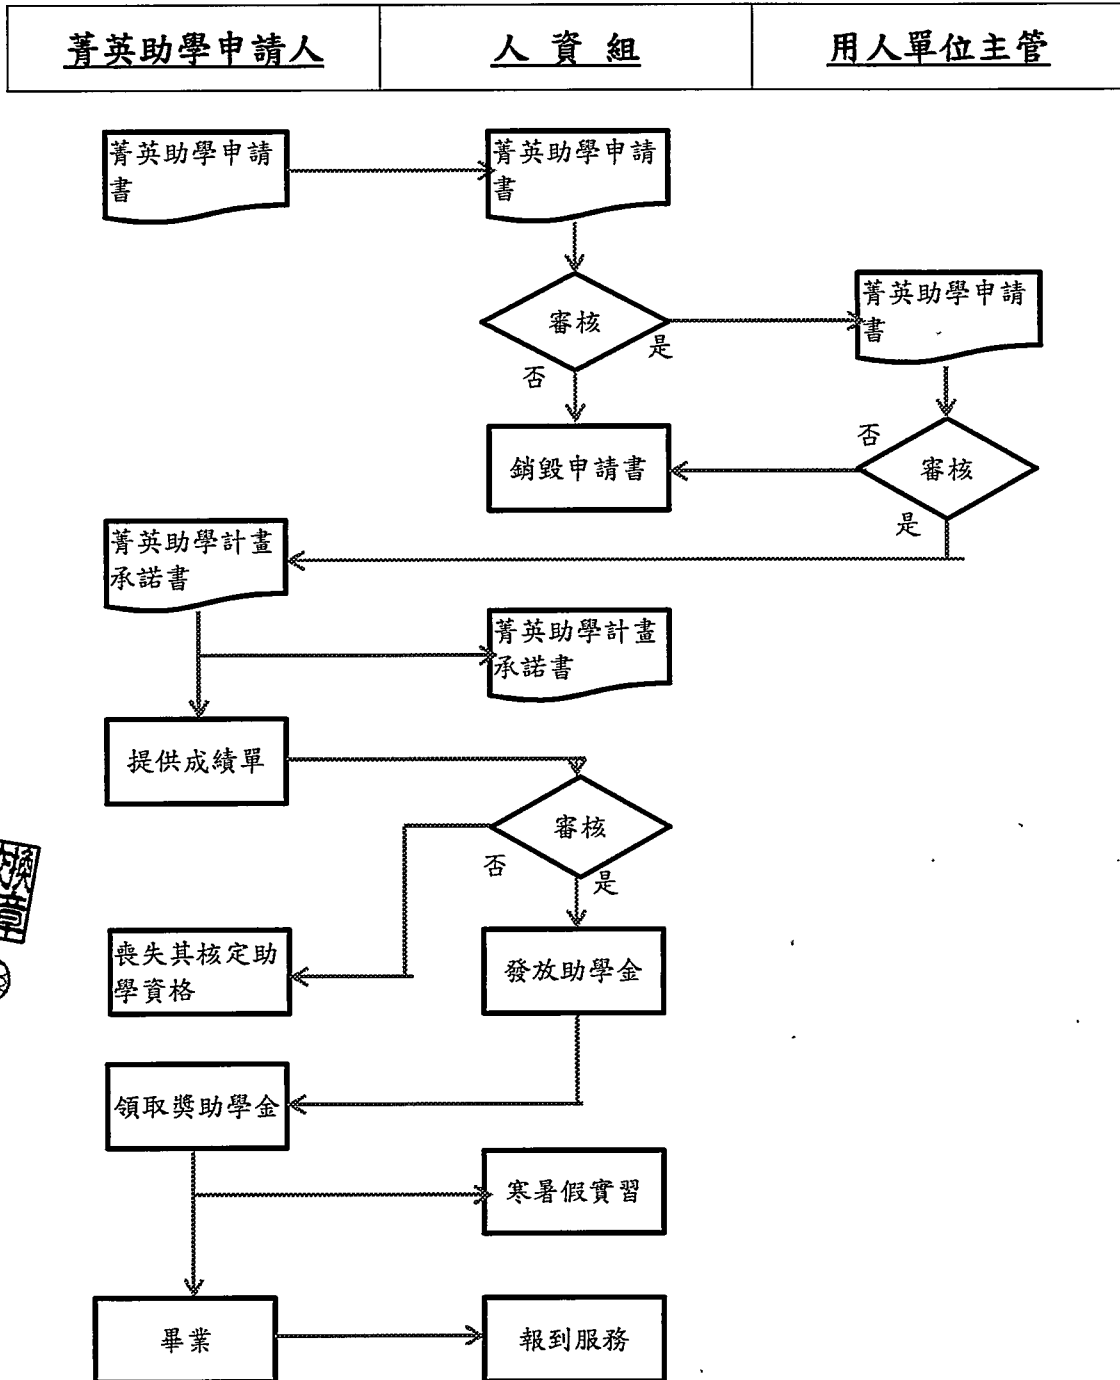 菁英助學申請人
人資組
用人單位主管
菁英助學申請
書
菁英助學申請
書
審核
是
否
菁英助學申請
書
銷毀申請書
否
審核
是
菁英助學計畫
承諾書
菁英助學計畫
承諾書
提供成績單
審核
否
是
喪失其核定助
學資格
發放助學金
領取獎助學金
寒暑假實習
畢業
報到服務